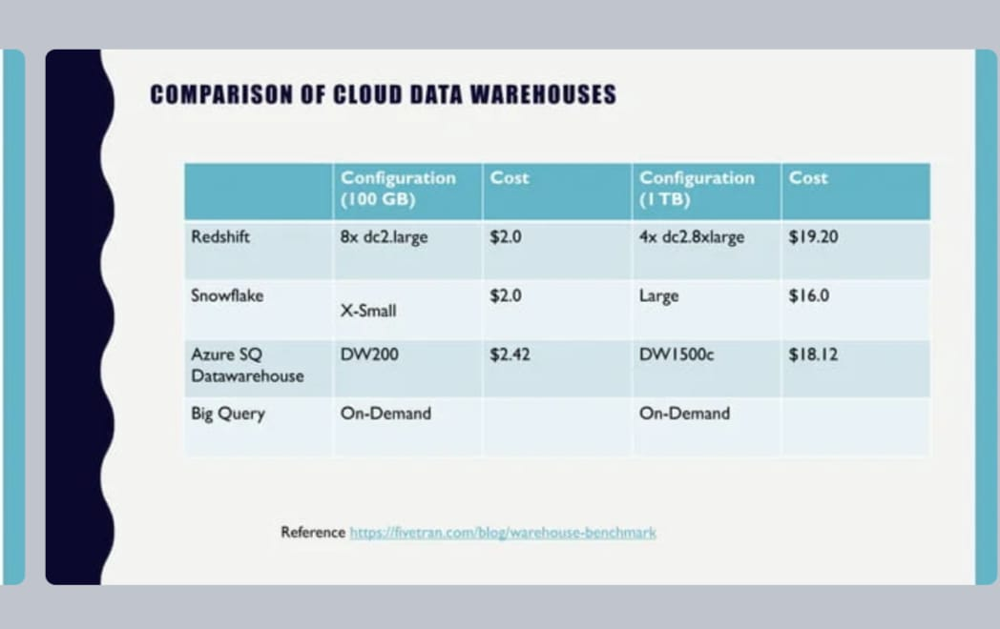 COMPARISON OF CLOUD DATA WAREHOUSES
Configuration (100 GB) Cost Configuration (1 TB) Cost
Redshift 8x dc2.large $2.0 4x dc2.8xlarge $19.20
Snowflake X-Small $2.0 Large $16.0
Azure SQ Datawarehouse DW200 $2.42 DW1500c $18.12
Big Query On-Demand On-Demand
Reference https://fivetran.com/blog/warehouse-benchmark